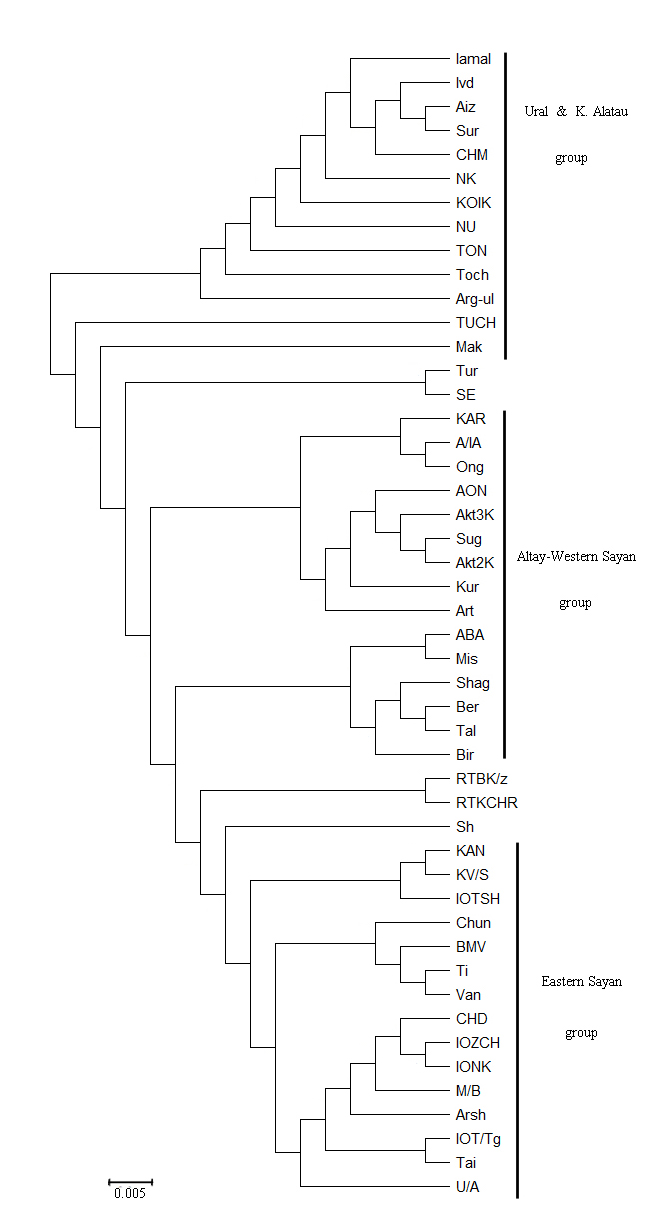 Iamal
Ivd
Aiz
Ural & K. Alatau
Sur
CHM
group
NK
KOIK
NU
TON
Toch
Arg-ul
TUCH
Mak
Tur
SE
KAR
A/IA
Ong
AON
Akt3K
Sug
Altay-Western Sayan
Akt2K
Kur
group
Art
ABA
Mis
Shag
Ber
Tal
Bir
RTBK/z
RTKCHR
Sh
KAN
KV/S
IOTSH
Chun
BMV
Ti
Eastern Sayan
Van
CHD
group
IOZCH
IONK
M/B
Arsh
IOT/Tg
Tai
U/A
0.005